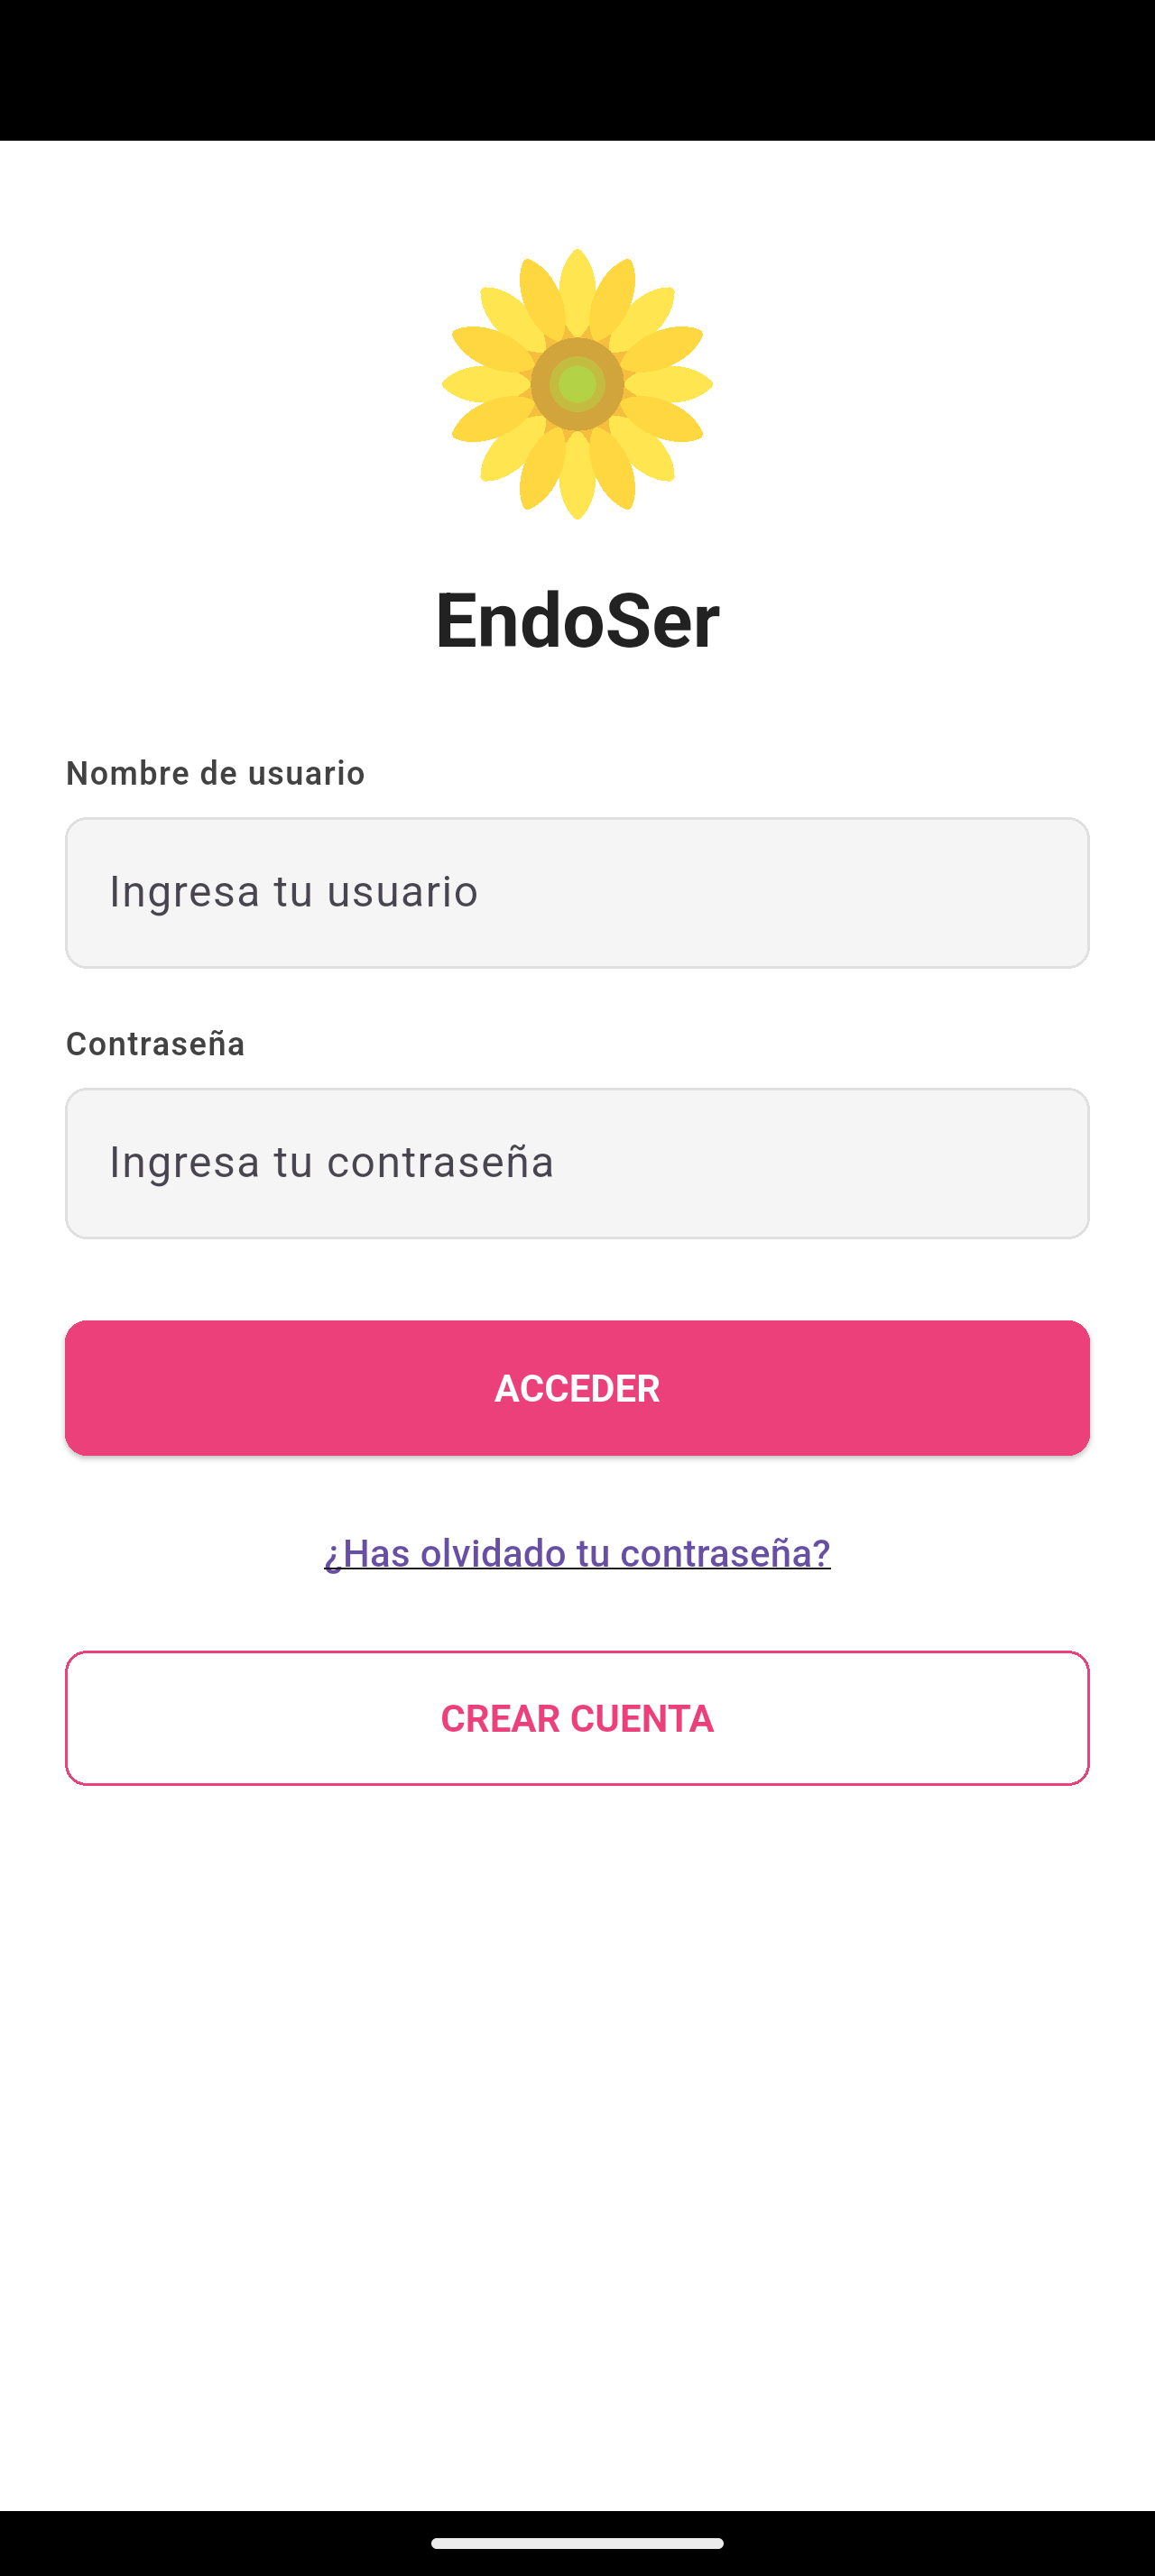 EndoSer
Nombre de usuario
Ingresa tu usuario
Contraseña
Ingresa tu contraseña
ACCEDER
¿Has olvidado tu contraseña?
CREAR CUENTA